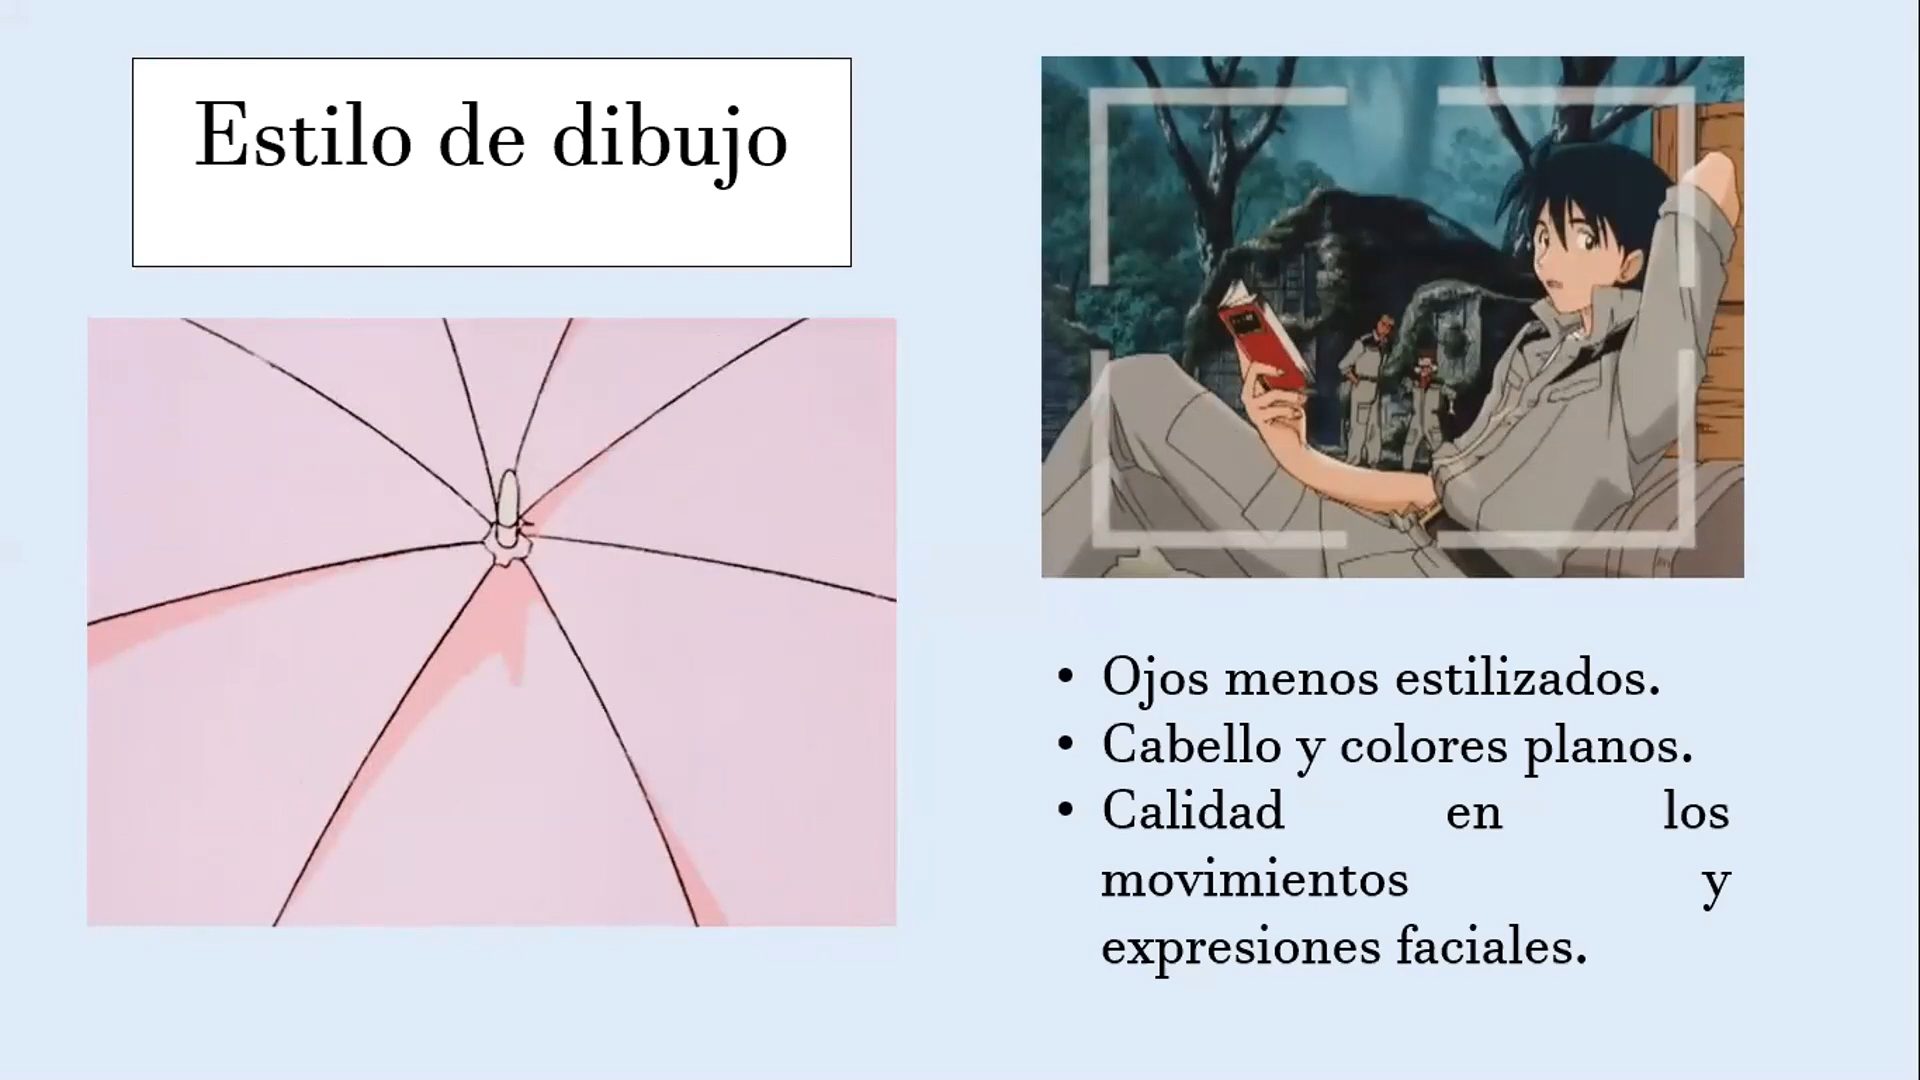 Estilo de dibujo
• Ojos menos estilizados.
• Cabello y colores planos.
• Calidad en los
movimientos y
expresiones faciales.